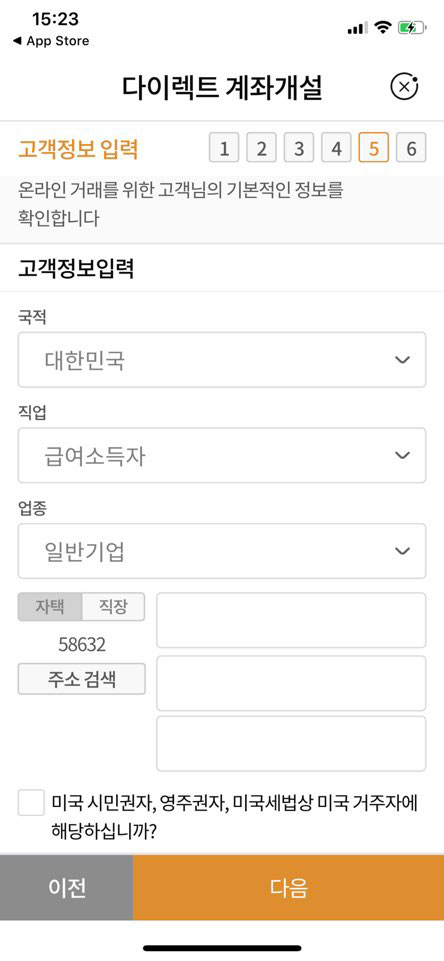 15:23
◀ App Store
다이렉트 계좌개설
고객정보 입력 1 2 3 4 5 6
온라인 거래를 위한 고객님의 기본적인 정보를
확인합니다
고객정보입력
국적
대한민국
직업
급여소득자
업종
일반기업
자택 직장
58632
주소 검색
미국 시민권자, 영주권자, 미국세법상 미국 거주자에
해당하십니까?
이전 다음